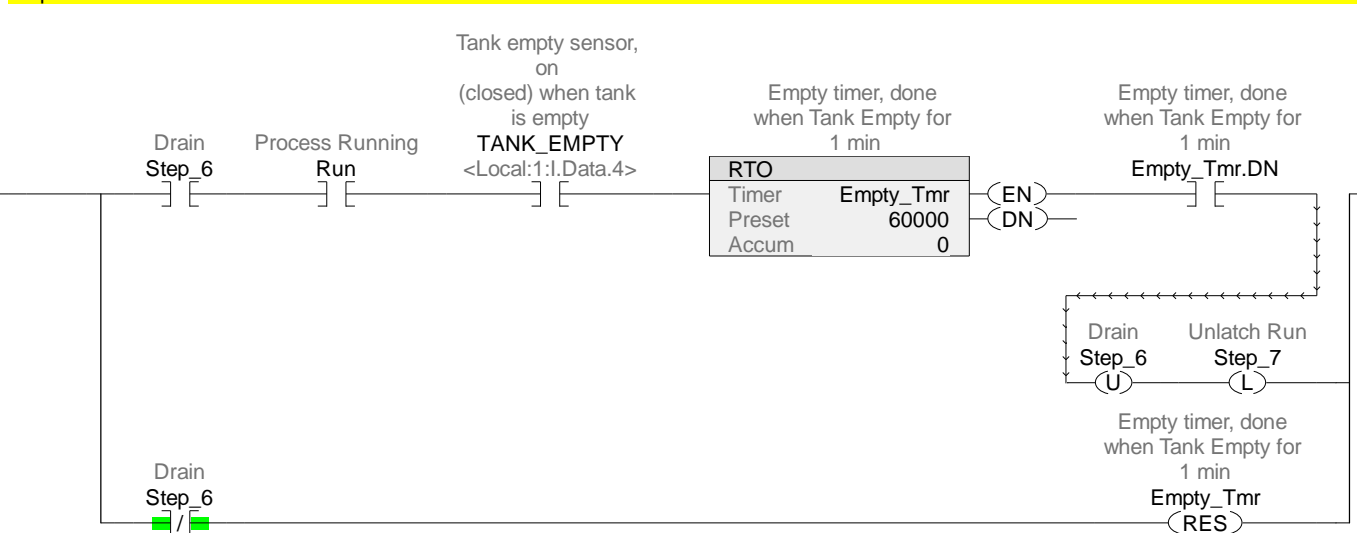 Tank empty sensor,
on
(closed) when tank
is empty
Drain
Step_6
Process Running
Run
TANK_EMPTY
<Local:1:I.Data.4>
Empty timer, done
when Tank Empty for
1 min
RTO
Timer Empty_Tmr
Preset 60000
Accum 0
EN
DN
Empty timer, done
when Tank Empty for
1 min
Empty_Tmr.DN
Drain
Step_6
U
Unlatch Run
Step_7
L
Drain
Step_6
/
Empty timer, done
when Tank Empty for
1 min
Empty_Tmr
RES